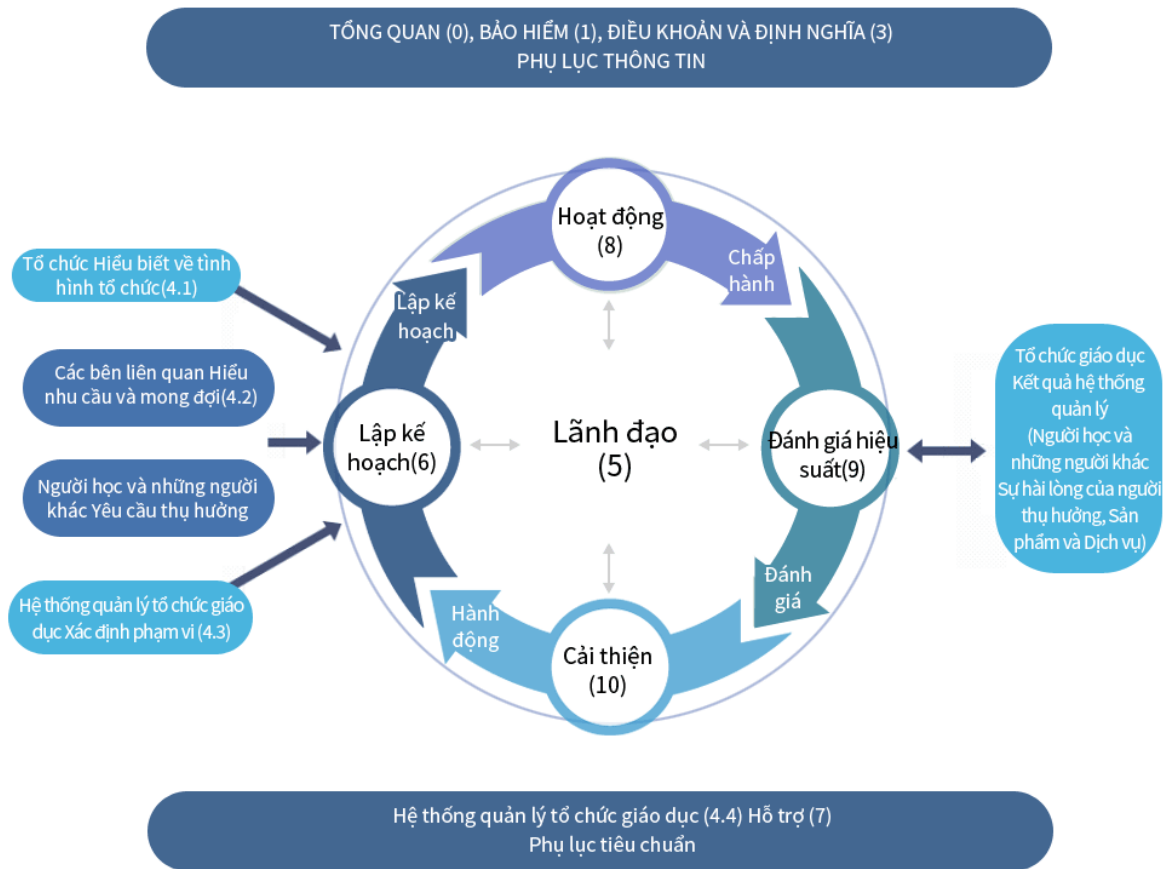 TỔNG QUAN (0), BẢO HIỂM (1), ĐIỀU KHOẢN VÀ ĐỊNH NGHĨA (3)
PHỤ LỤC THÔNG TIN
Hoạt động
(8)
Chấp
hành
Lập kế
hoạch
Tổ chức Hiểu biết về tình
hình tổ chức(4.1)
Các bên liên quan Hiểu
nhu cầu và mong đợi(4.2)
Người học và những người
khác Yêu cầu thụ hưởng
Hệ thống quản lý tổ chức giáo
dục Xác định phạm vi (4.3)
Lập kế
hoạch(6)
Lãnh đạo
(5)
Đánh giá hiệu
suất(9)
Tổ chức giáo dục
Kết quả hệ thống
quản lý
(Người học và
những người khác
Sự hài lòng của người
thụ hưởng, Sản
phẩm và Dịch vụ)
Đánh
giá
Hành
động
Cải thiện
(10)
Hệ thống quản lý tổ chức giáo dục (4.4) Hỗ trợ (7)
Phụ lục tiêu chuẩn